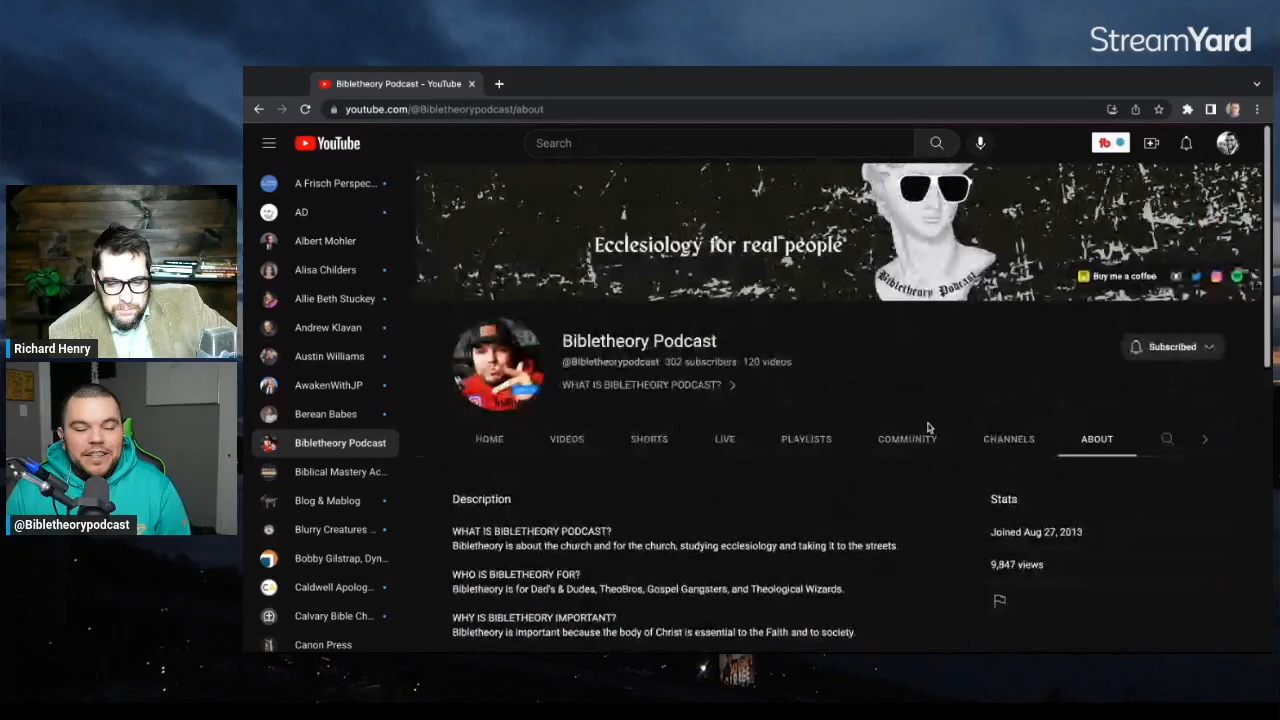 StreamYard
Bibletheory Podcast - YouTube
youtube.com/@Bibletheorypodcast/about
YouTube
Search
A Frisch Perspec...
AD
Albert Mohler
Alisa Childers
Allie Beth Stuckey
Andrew Klavan
Austin Williams
AwakenWithJP
Berean Babes
Bibletheory Podcast
Biblical Mastery Ac...
Blog & Mablog
Blurry Creatures ...
Bobby Gilstrap, Dyn...
Caldwell Apolog...
Calvary Bible Ch...
Canon Press
Ecclesiology for real people
Bibletheory Podcast
Buy me a coffee
Bibletheory Podcast
@Bibletheorypodcast 302 subscribers 120 videos
WHAT IS BIBLETHEORY PODCAST?
Subscribed
HOME VIDEOS SHORTS LIVE PLAYLISTS COMMUNITY CHANNELS ABOUT
Description
WHAT IS BIBLETHEORY PODCAST?
Bibletheory is about the church and for the church, studying ecclesiology and taking it to the streets.
WHO IS BIBLETHEORY FOR?
Bibletheory is for Dad's & Dudes, TheoBros, Gospel Gangsters, and Theological Wizards.
WHY IS BIBLETHEORY IMPORTANT?
Bibletheory is important because the body of Christ is essential to the Faith and to society.
Stats
Joined Aug 27, 2013
9,847 views
Richard Henry
@Bibletheorypodcast